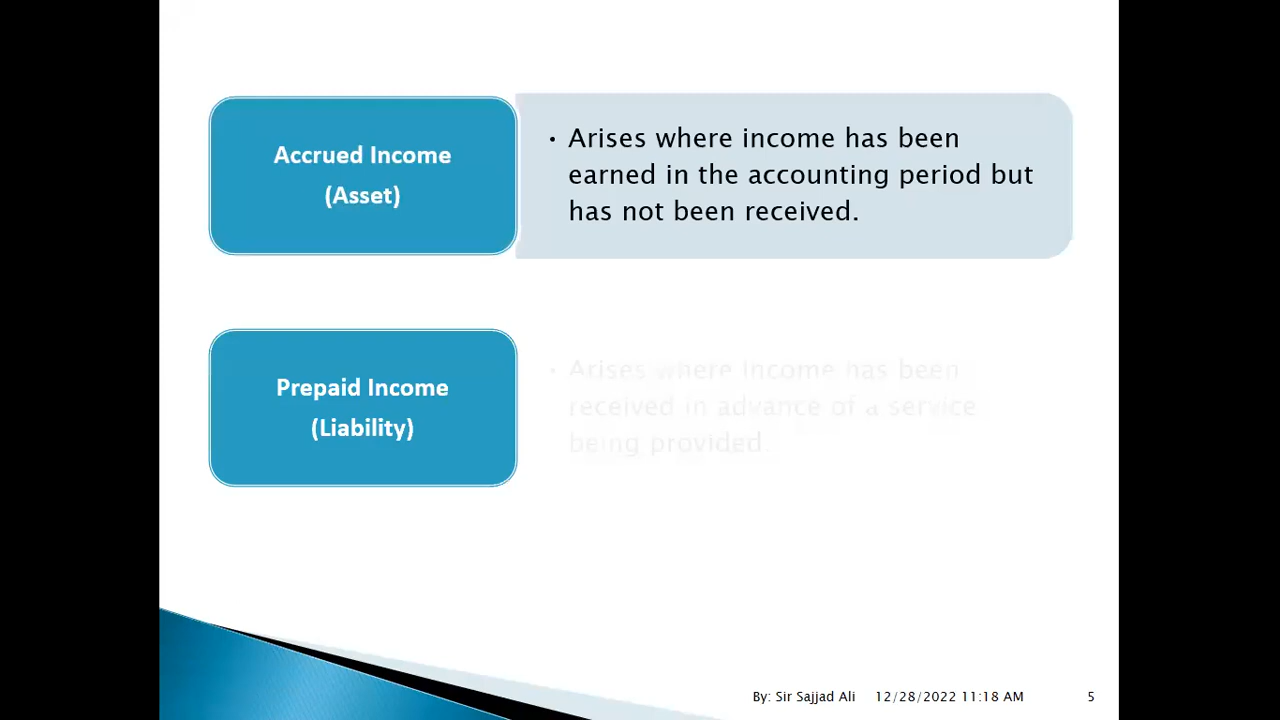 Accrued Income
(Asset)
• Arises where income has been
earned in the accounting period but
has not been received.
Prepaid Income
(Liability)
• Arises where income has been
received in advance of a service
being provided.
By: Sir Sajjad Ali 12/28/2022 11:18 AM 5